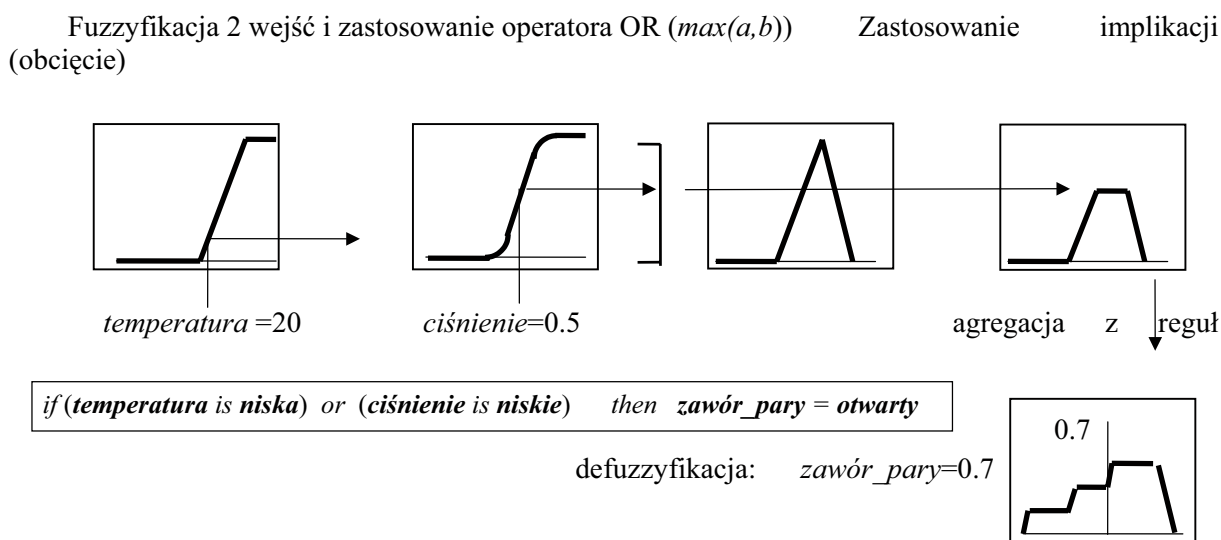 Fuzzyfikacja 2 wejść i zastosowanie operatora OR (max(a,b)) Zastosowanie implikacji
(obcięcie)
temperatura =20 ciśnienie=0.5 agregacja z reguł
if (temperatura is niska) or (ciśnienie is niskie) then zawór_pary = otwarty
0.7
defuzzyfikacja: zawór_pary=0.7